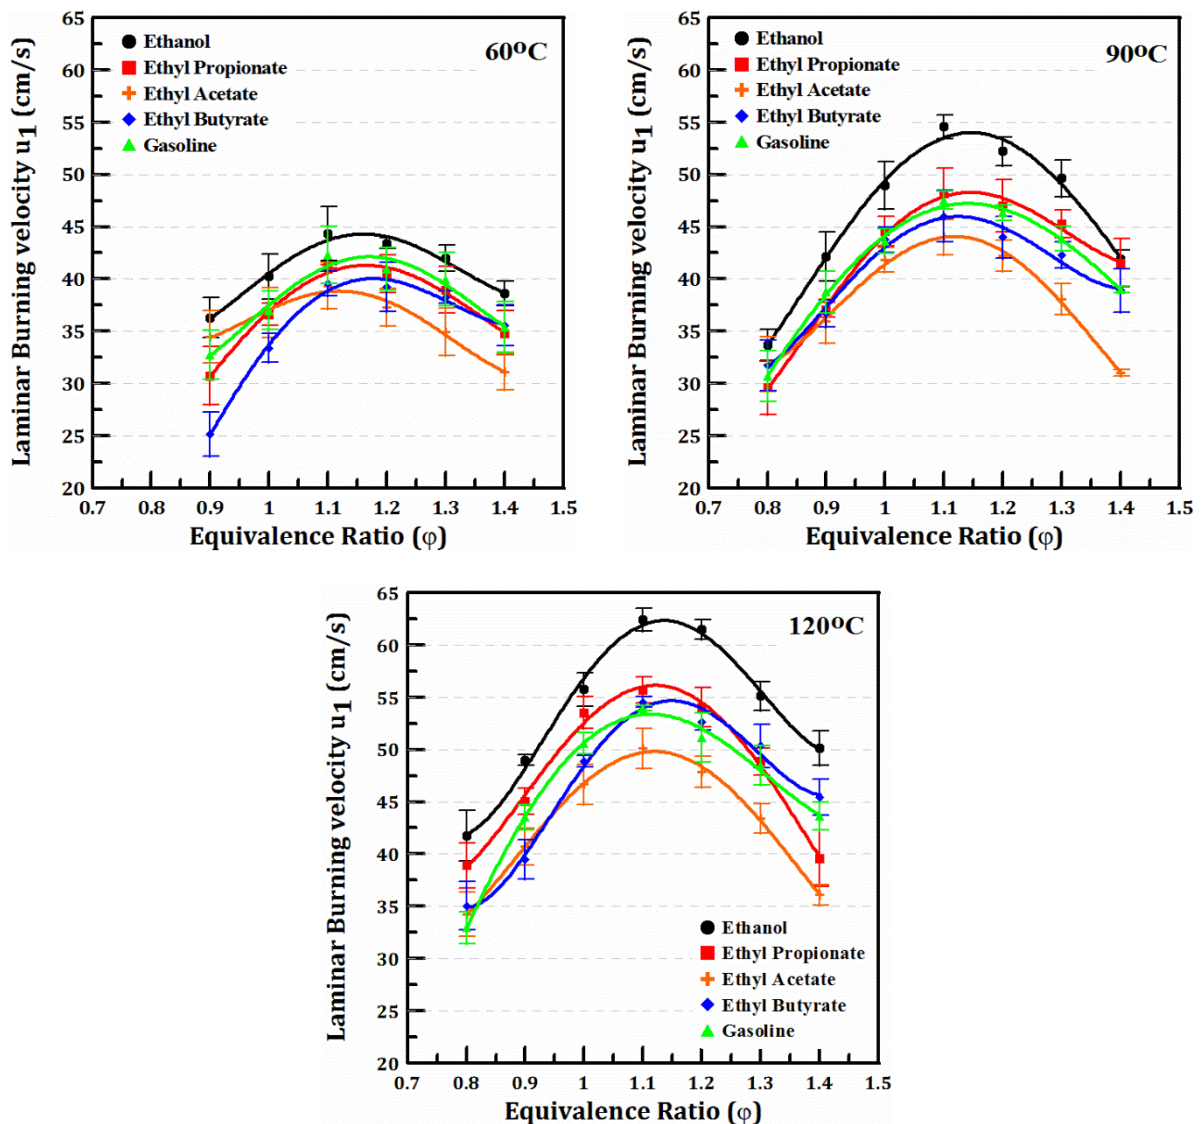 Laminar Burning velocity u1 (cm/s)
65
60
55
50
45
40
35
30
25
20
Ethanol
Ethyl Propionate
Ethyl Acetate
Ethyl Butyrate
Gasoline
60ºC
0.7 0.8 0.9 1 1.1 1.2 1.3 1.4 1.5
Equivalence Ratio (φ)
Laminar Burning velocity u1 (cm/s)
65
60
55
50
45
40
35
30
25
20
Ethanol
Ethyl Propionate
Ethyl Acetate
Ethyl Butyrate
Gasoline
90ºC
0.7 0.8 0.9 1 1.1 1.2 1.3 1.4 1.5
Equivalence Ratio (φ)
Laminar Burning velocity u1 (cm/s)
65
60
55
50
45
40
35
30
25
20
120ºC
Ethanol
Ethyl Propionate
Ethyl Acetate
Ethyl Butyrate
Gasoline
0.7 0.8 0.9 1 1.1 1.2 1.3 1.4 1.5
Equivalence Ratio (φ)